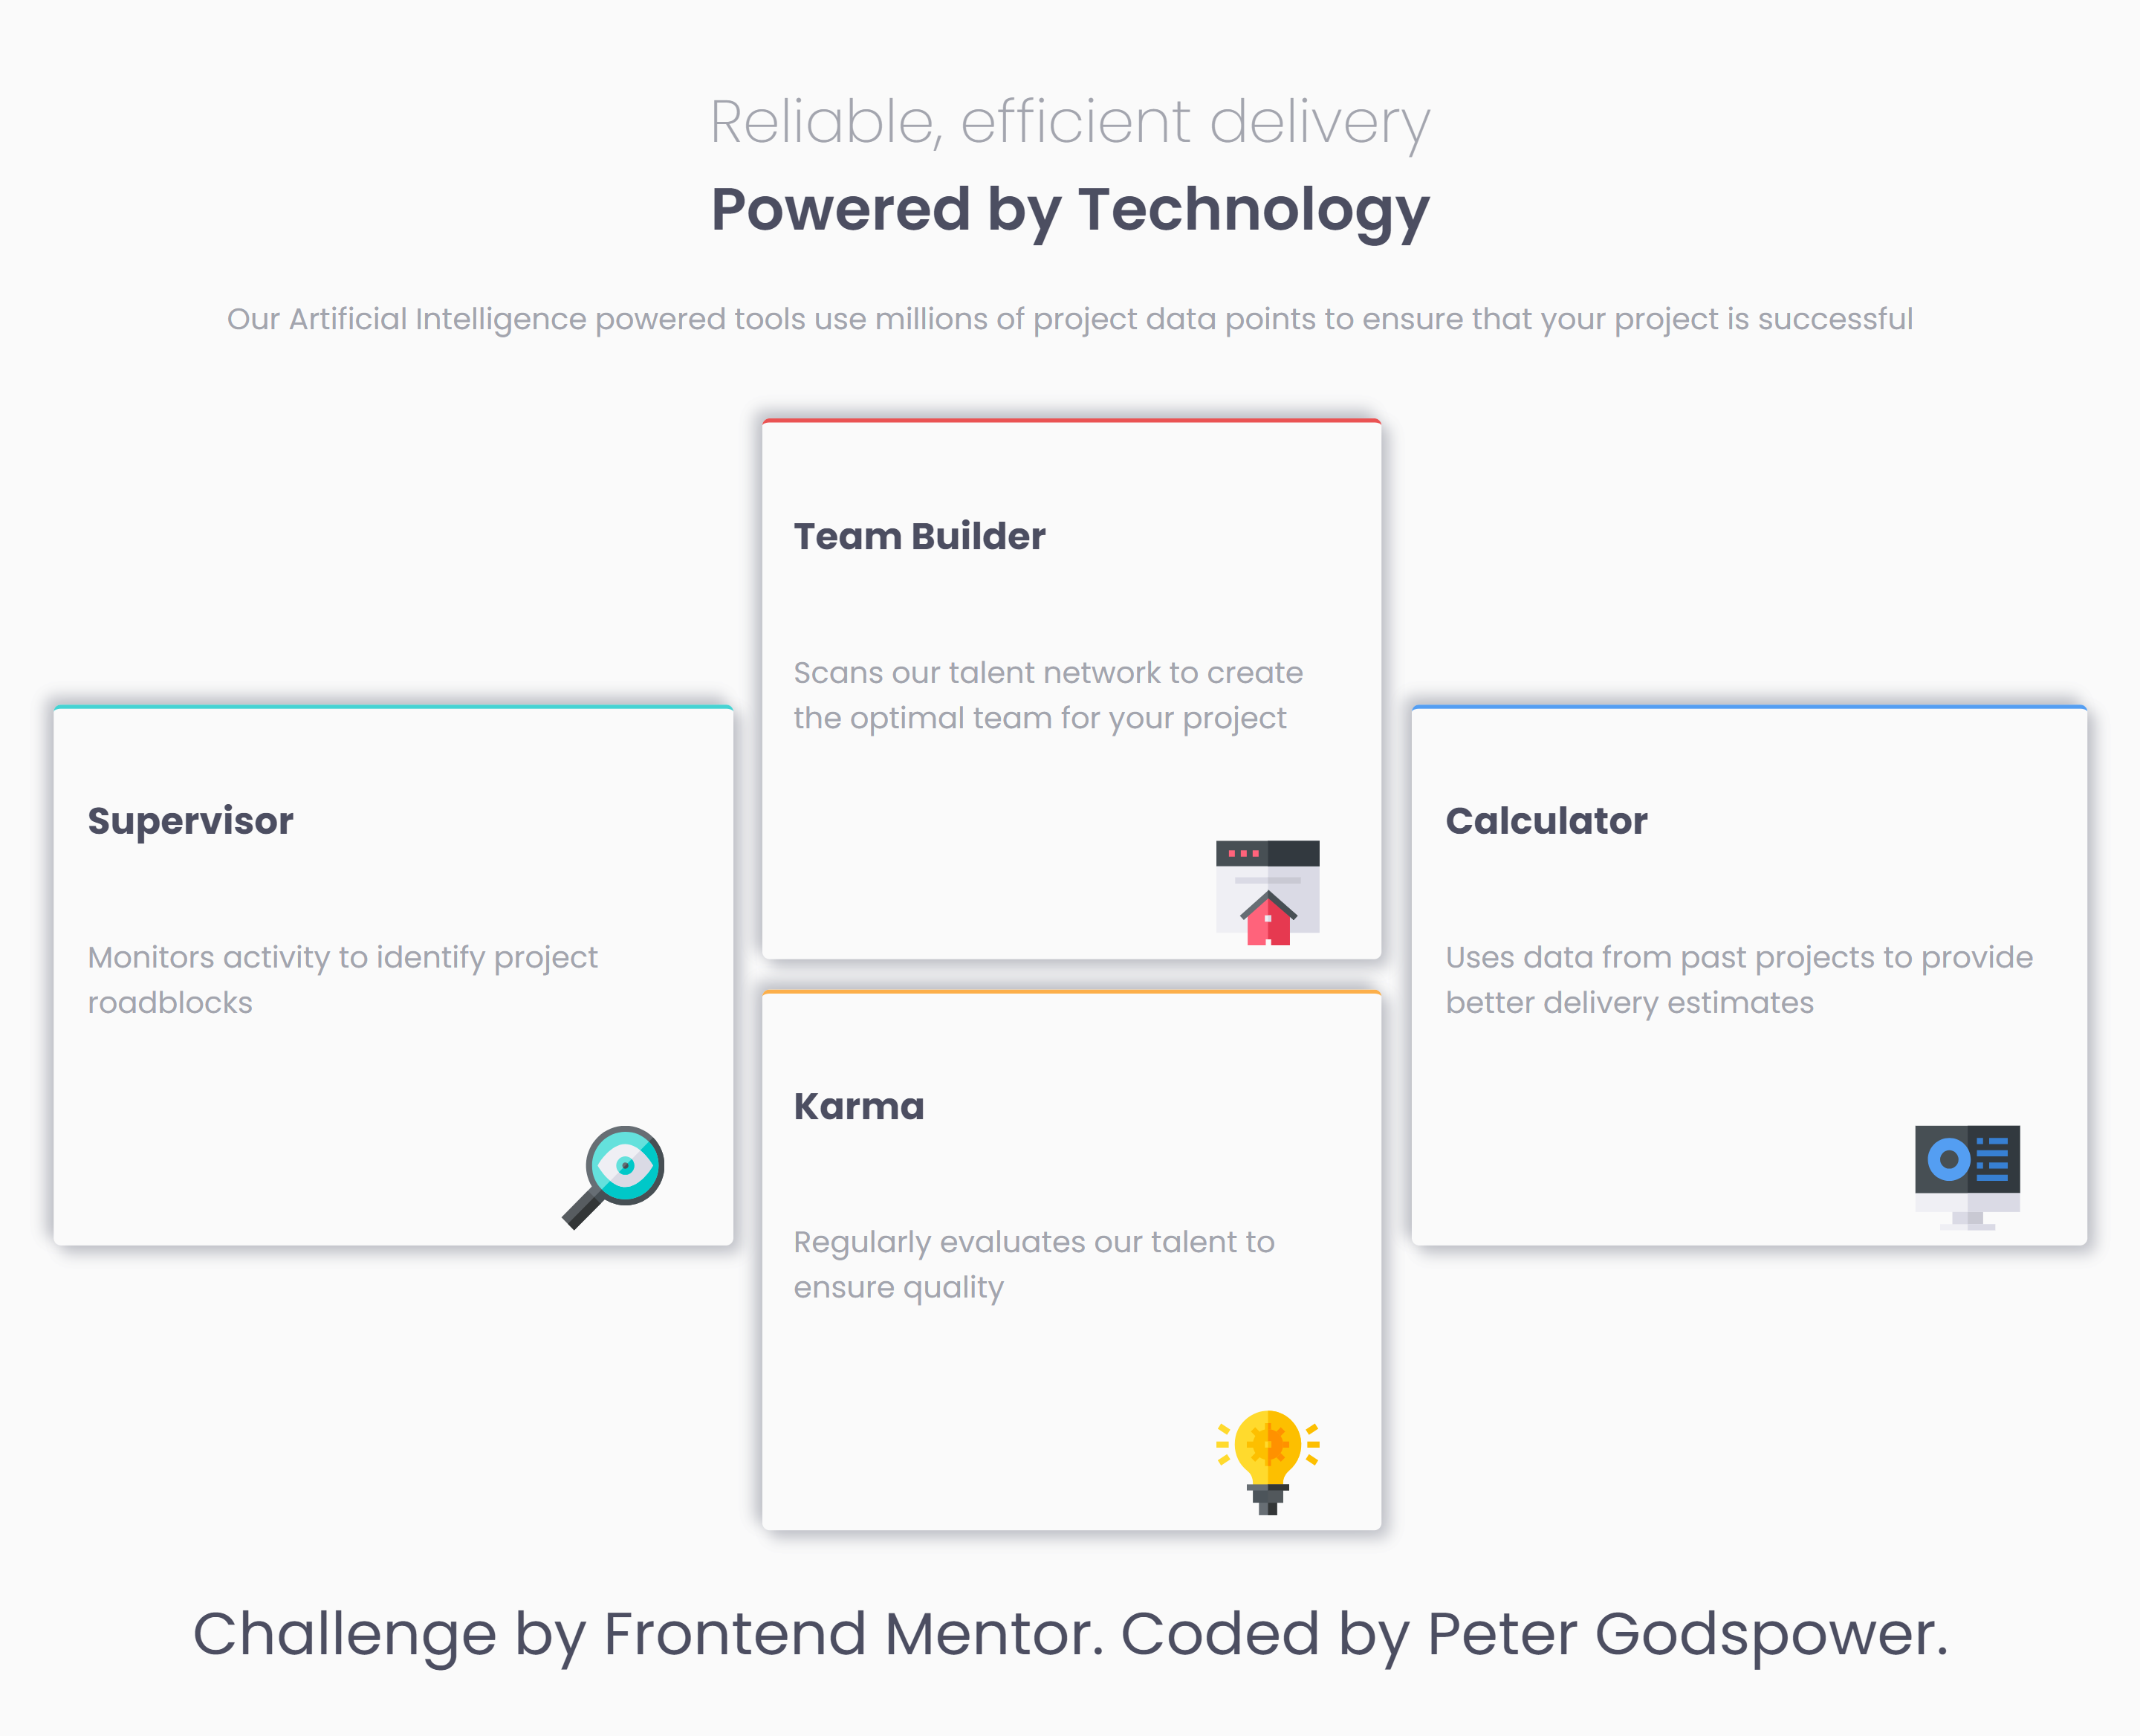 Reliable, efficient delivery
Powered by Technology
Our Artificial Intelligence powered tools use millions of project data points to ensure that your project is successful
Supervisor
Monitors activity to identify project
roadblocks
Team Builder
Scans our talent network to create
the optimal team for your project
Karma
Regularly evaluates our talent to
ensure quality
Calculator
Uses data from past projects to provide
better delivery estimates
Challenge by Frontend Mentor. Coded by Peter Godspower.